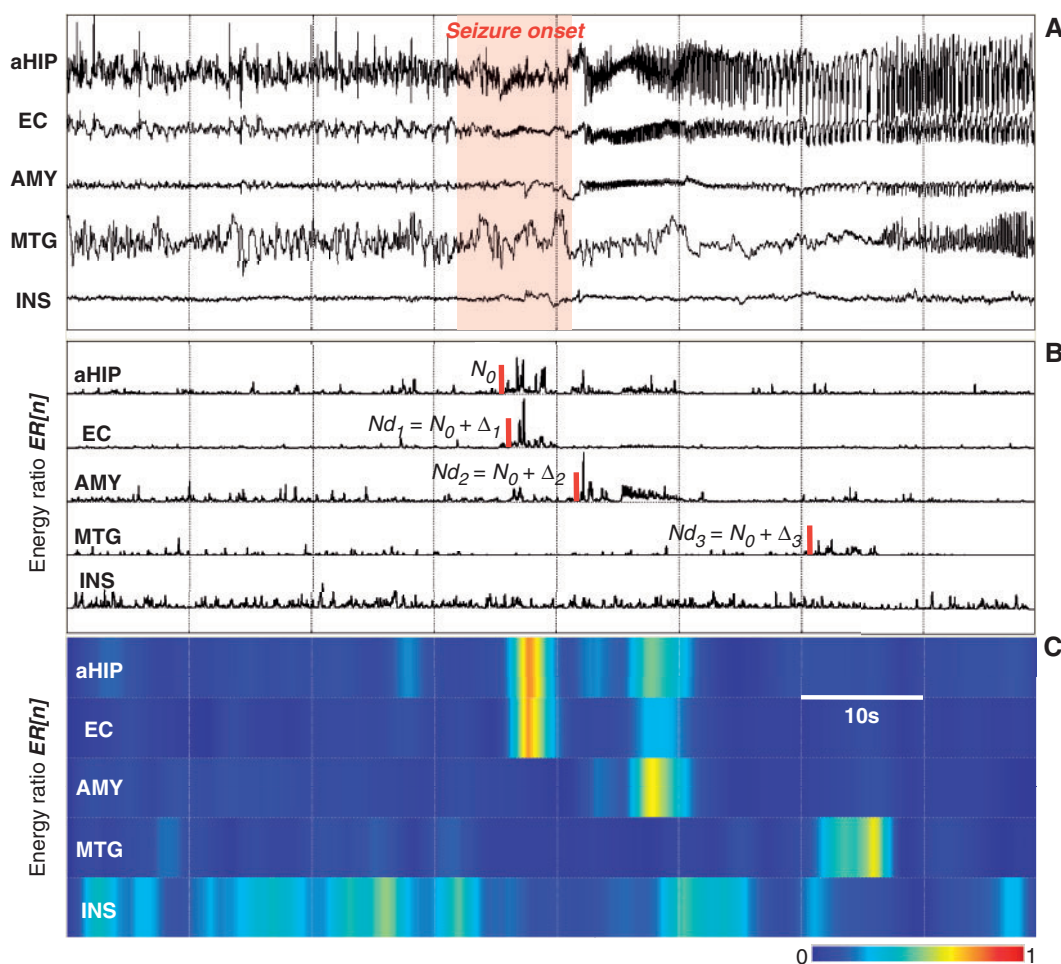 Seizure onset
A
aHIP
EC
AMY
MTG
INS
B
Energy ratio ER[n]
aHIP
N0
EC
Nd1 = N0 + Δ1
AMY
Nd2 = N0 + Δ2
MTG
Nd3 = N0 + Δ3
INS
C
Energy ratio ER[n]
aHIP
10s
EC
AMY
MTG
INS
0
1